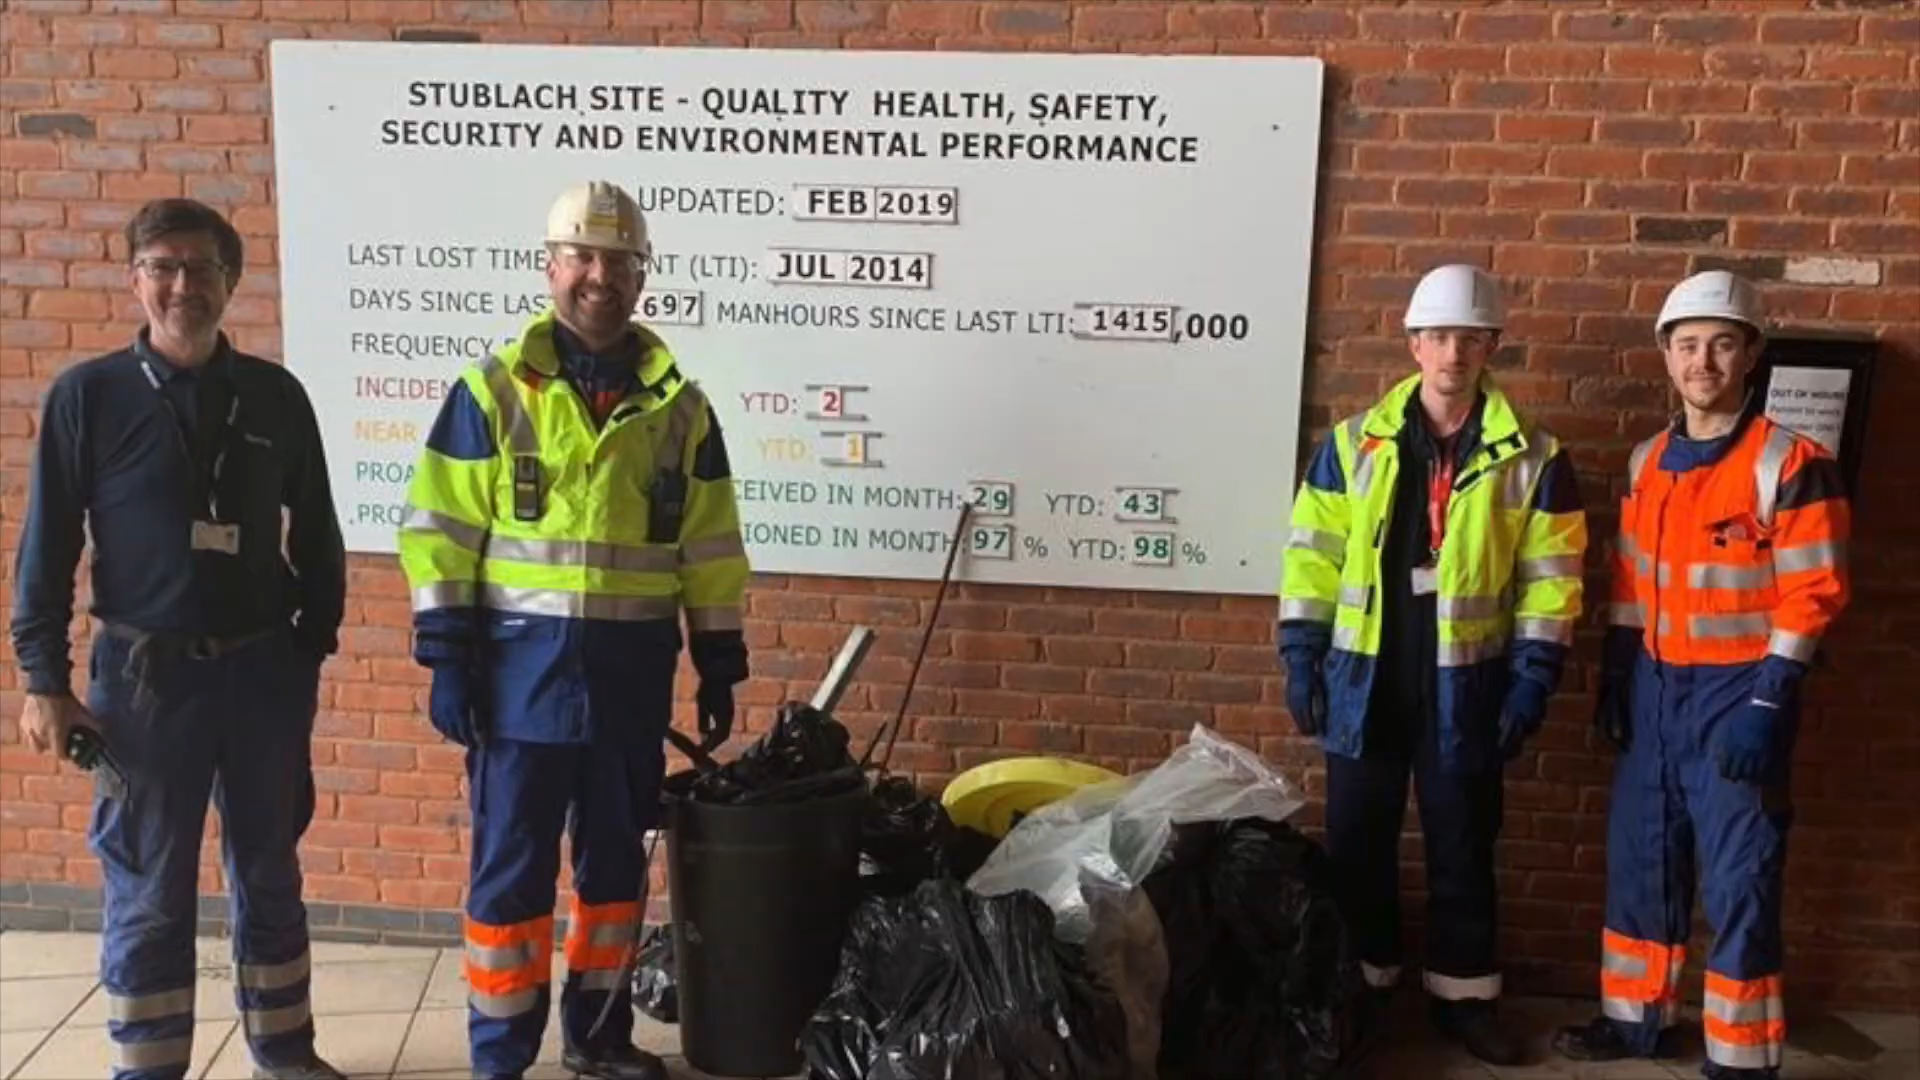 STUBLACH SITE - QUALITY HEALTH, SAFETY,
SECURITY AND ENVIRONMENTAL PERFORMANCE
UPDATED: FEB 2019
LAST LOST TIME NT (LTI): JUL 2014
DAYS SINCE LAS 697 MANHOURS SINCE LAST LTI: 1415,000
FREQUENCY
INCIDEN YTD: 2
NEAR YTD: 1
PROA CEIVED IN MONTH: 29 YTD: 43
PRO IONED IN MONTH: 97 % YTD: 98 %
OUT OF HOURS